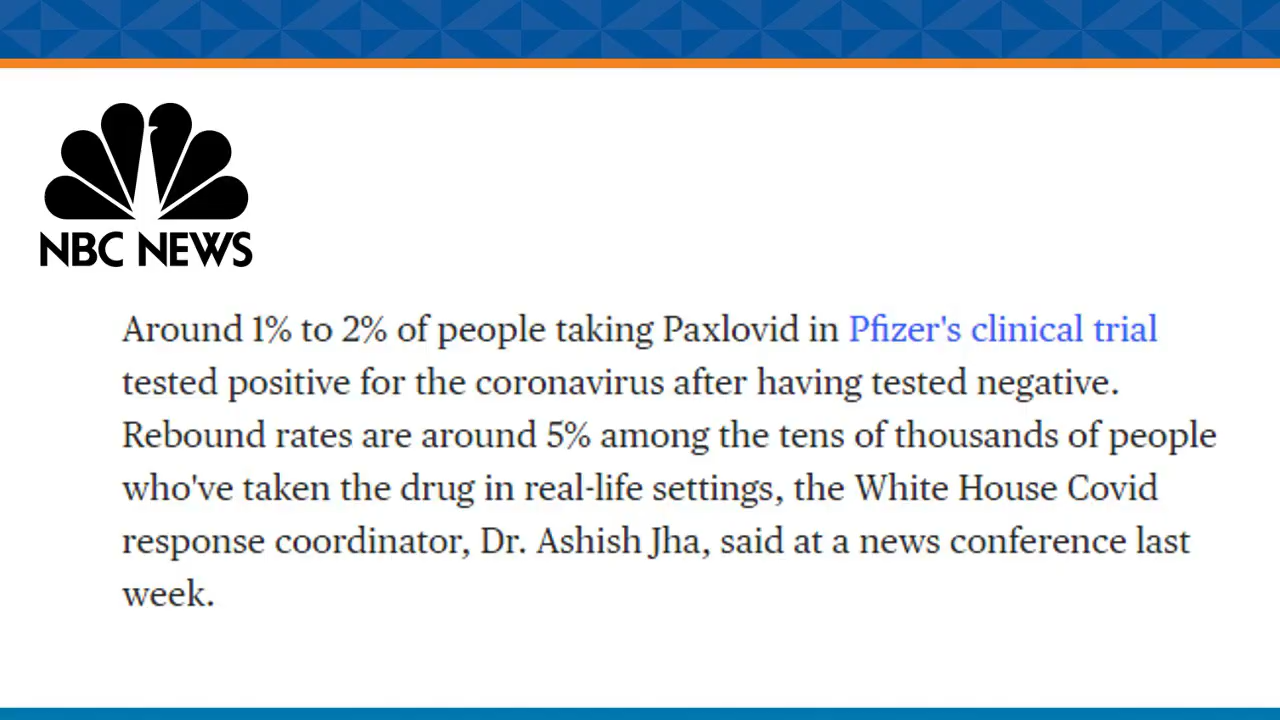 NBC NEWS
Around 1% to 2% of people taking Paxlovid in Pfizer's clinical trial
tested positive for the coronavirus after having tested negative.
Rebound rates are around 5% among the tens of thousands of people
who've taken the drug in real-life settings, the White House Covid
response coordinator, Dr. Ashish Jha, said at a news conference last
week.